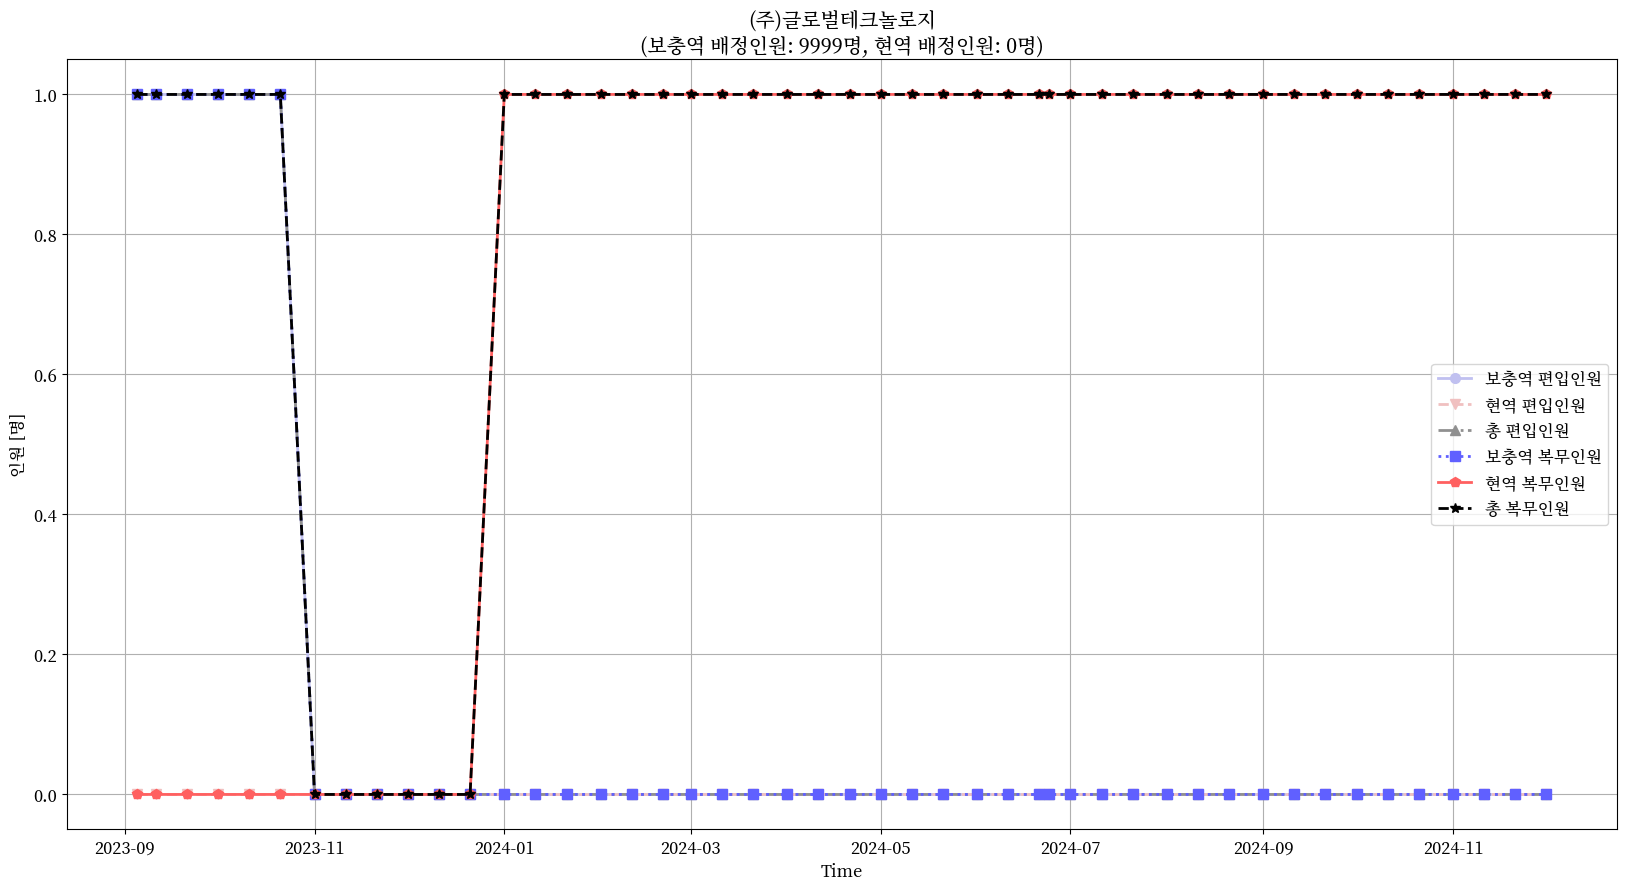 (주)글로벌테크놀로지
(보충역 배정인원: 9999명, 현역 배정인원: 0명)
인원 [명]
1.0
0.8
0.6
0.4
0.2
0.0
보충역 편입인원
현역 편입인원
총 편입인원
보충역 복무인원
현역 복무인원
총 복무인원
2023-09
2023-11
2024-01
2024-03
2024-05
2024-07
2024-09
2024-11
Time